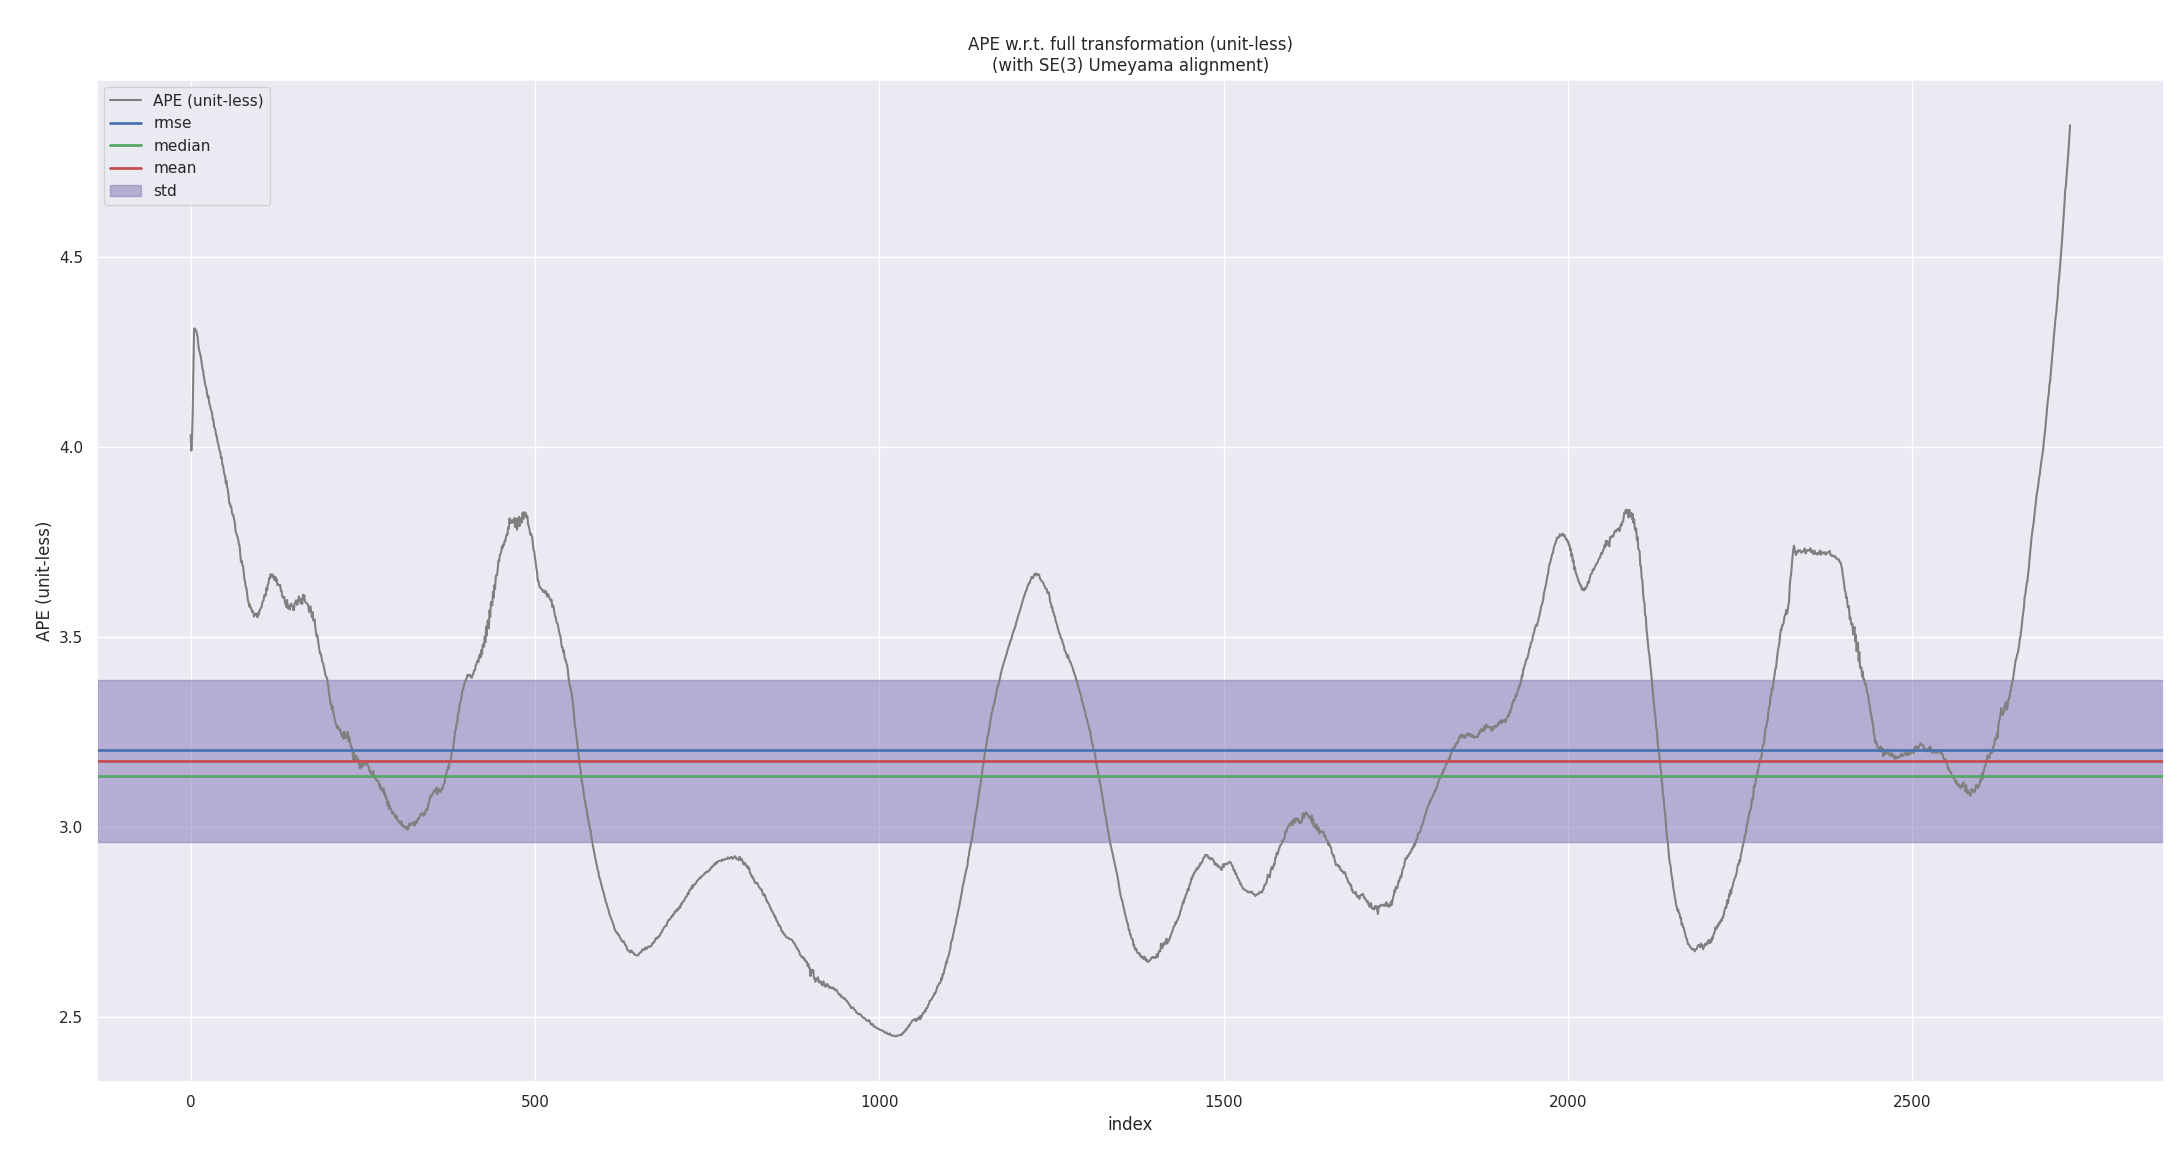 APE w.r.t. full transformation (unit-less)
(with SE(3) Umeyama alignment)
APE (unit-less)
rmse
median
mean
std
APE (unit-less)
4.5
4.0
3.5
3.0
2.5
0
500
1000
1500
2000
2500
index